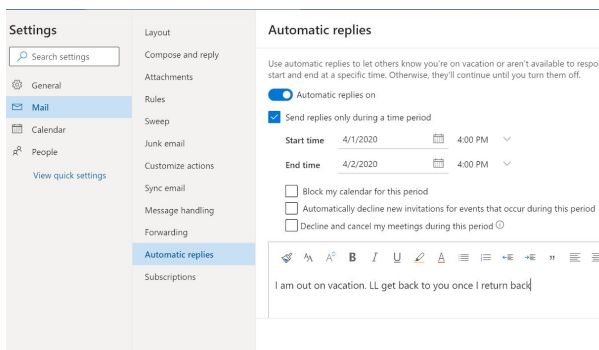 Settings
Search settings
General
Mail
Calendar
People
View quick settings
Layout
Compose and reply
Attachments
Rules
Sweep
Junk email
Customize actions
Sync email
Message handling
Forwarding
Automatic replies
Subscriptions
Automatic replies
Use automatic replies to let others know you're on vacation or aren't available to respo
start and end at a specific time. Otherwise, they'll continue until you turn them off.
Automatic replies on
Send replies only during a time period
Start time 4/1/2020 4:00 PM
End time 4/2/2020 4:00 PM
Block my calendar for this period
Automatically decline new invitations for events that occur during this period
Decline and cancel my meetings during this period
B I U A
I am out on vacation. LL get back to you once I return back